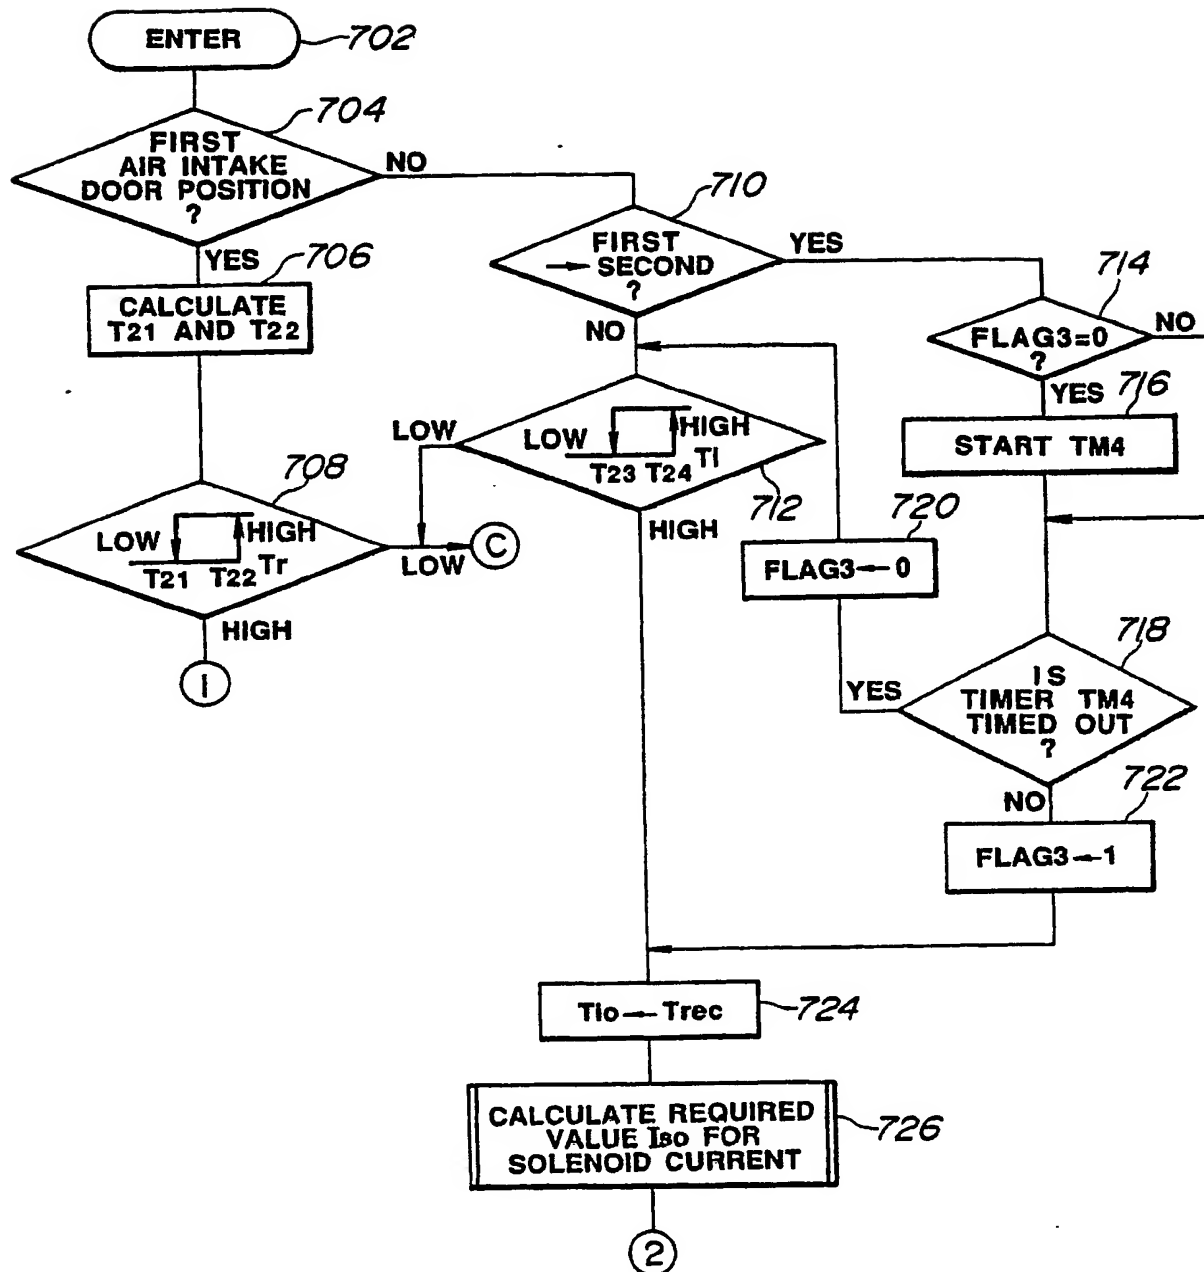 ENTER
702
704
FIRST
AIR INTAKE
DOOR POSITION
?
NO
YES
706
CALCULATE
T21 AND T22
708
LOW
HIGH
T21 T22 Tr
LOW
C
HIGH
1
710
FIRST
→ SECOND
?
YES
NO
LOW
LOW
HIGH
T23 T24 TI
712
HIGH
714
FLAG3=0
?
NO
YES
716
START TM4
720
FLAG3←0
718
IS
TIMER TM4
TIMED OUT
?
YES
NO
722
FLAG3←1
TIo←Trec
724
CALCULATE REQUIRED
VALUE Iso FOR
SOLENOID CURRENT
726
2